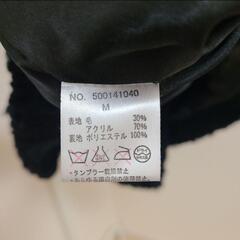 NO. 500141040
M
表地 毛 30%
アクリル 70%
裏地 ポリエステル 100%
・タンブラー乾燥禁止